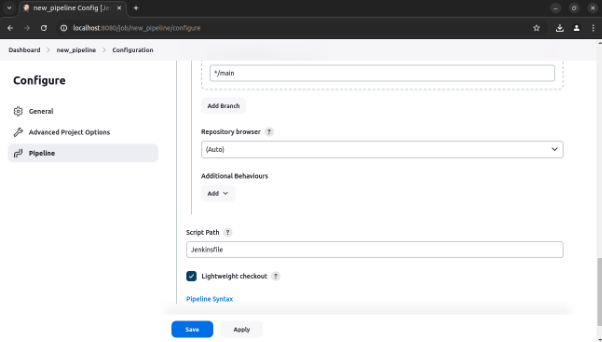 new_pipeline Config [Je
localhost:8080/job/new_pipeline/configure
Dashboard > new_pipeline > Configuration
Configure
General
Advanced Project Options
Pipeline
*/main
Add Branch
Repository browser ?
(Auto)
Additional Behaviours
Add
Script Path ?
Jenkinsfile
Lightweight checkout ?
Pipeline Syntax
Save
Apply